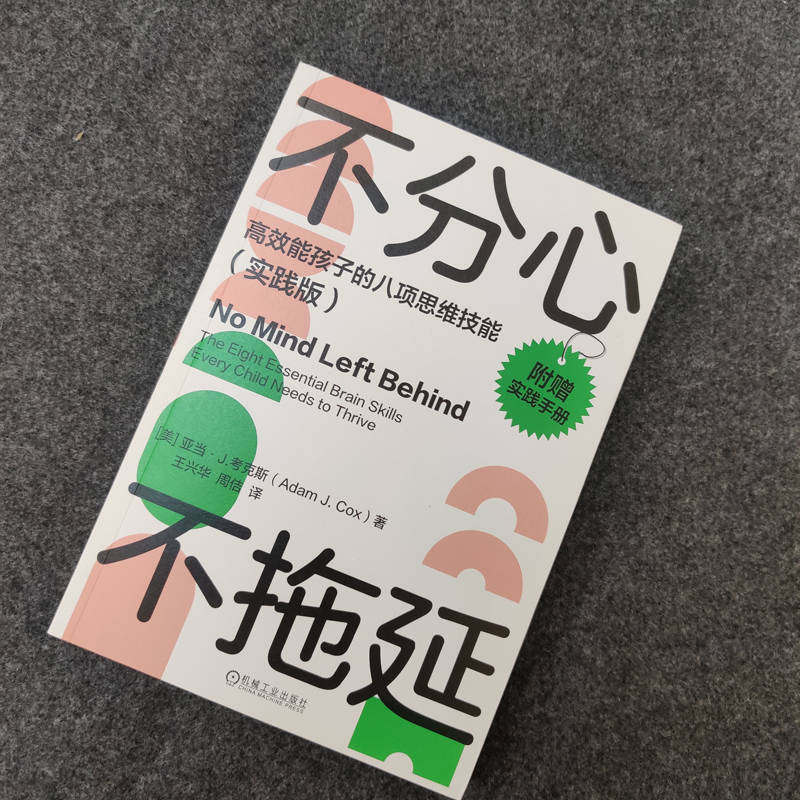 不分心
高效能孩子的八项思维技能
（实践版）
No Mind Left Behind
The Eight Essential Brain Skills
Every Child Needs to Thrive
附赠
实践手册
[美] 亚当·J. 考克斯（Adam J. Cox）著
王兴华 周佶 译
不拖延
机械工业出版社
CHINA MACHINE PRESS